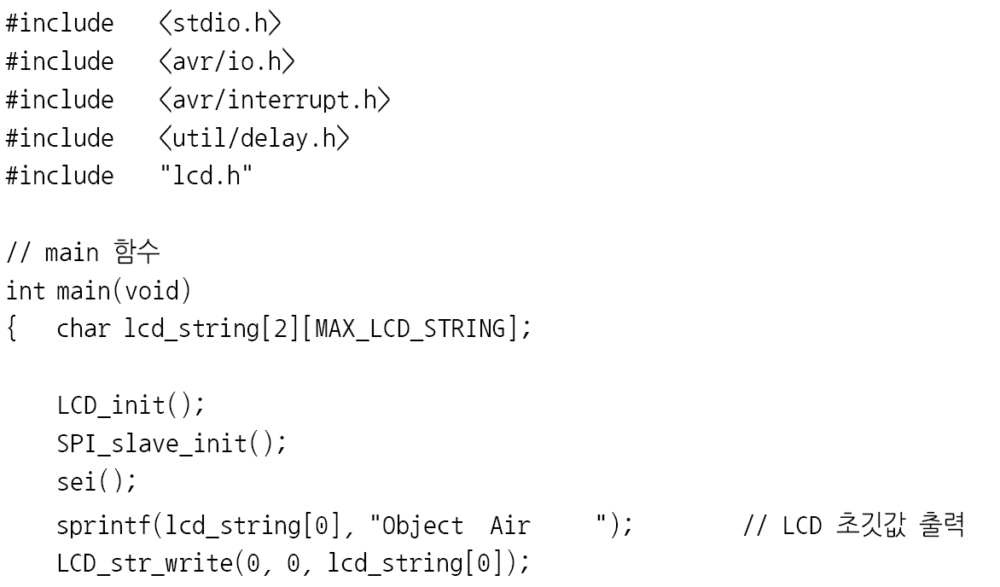 #include   <stdio.h>
#include   <avr/io.h>
#include   <avr/interrupt.h>
#include   <util/delay.h>
#include   "lcd.h"
// main 함수
int main(void)
{   char lcd_string[2][MAX_LCD_STRING];
LCD_init();
SPI_slave_init();
sei();
sprintf(lcd_string[0], "Object  Air     ");        // LCD 초깃값 출력
LCD_str_write(0, 0, lcd_string[0]);